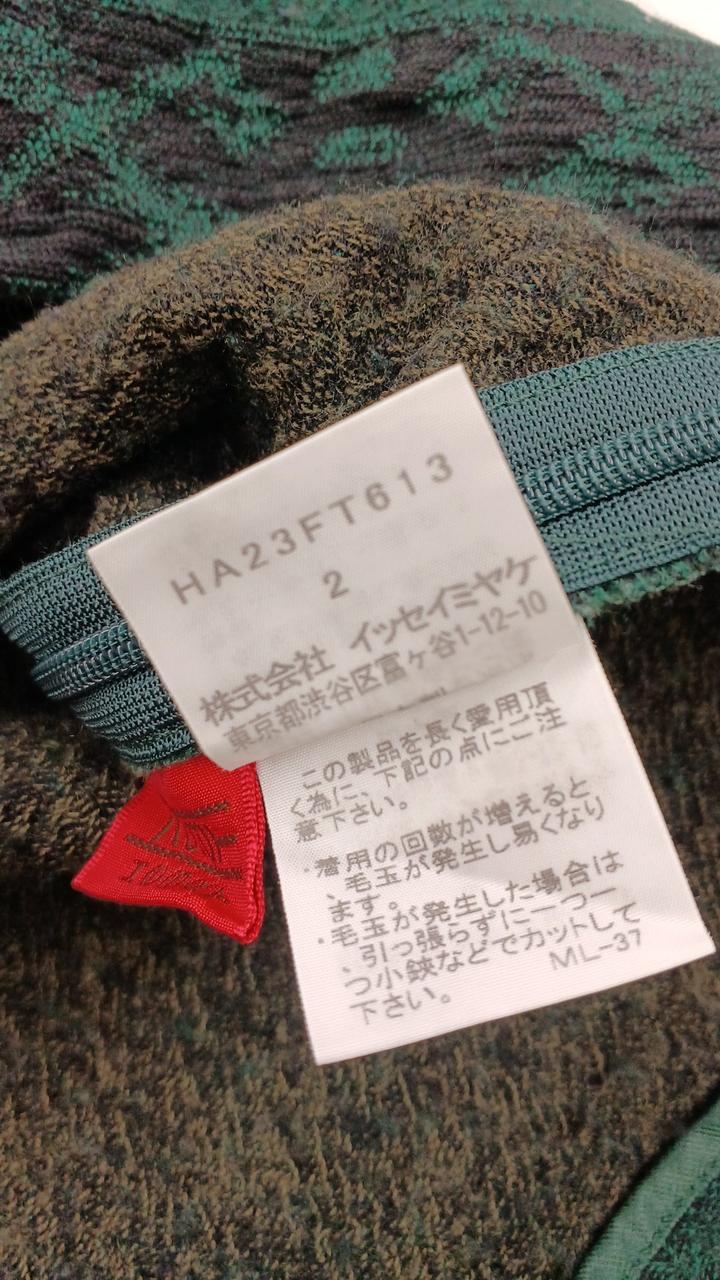 HA23FT613
2
株式会社 イッセイミヤケ
東京都渋谷区富ヶ谷1-12-10
この製品を長く愛用頂
く為に、下記の点にご注
意下さい。
・着用の回数が増えると
、毛玉が発生し易くなり
ます。
・毛玉が発生した場合は
、引っ張らずに一つ一
つ小鋏などでカットして
下さい。
ML-37